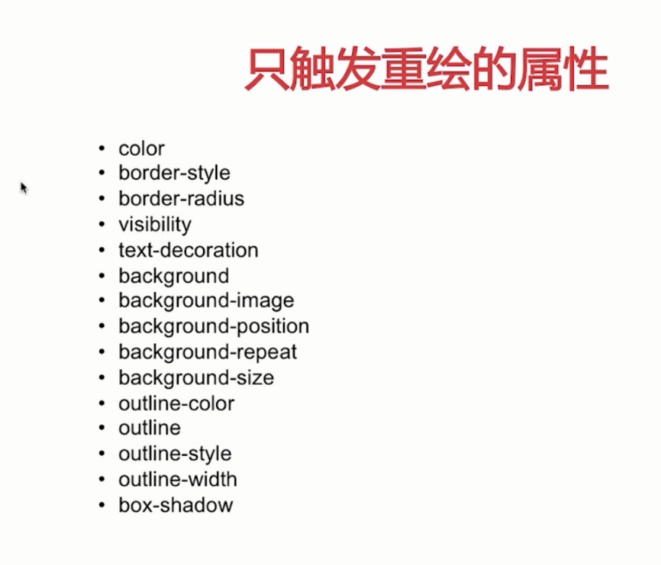 只触发重绘的属性
• color
• border-style
• border-radius
• visibility
• text-decoration
• background
• background-image
• background-position
• background-repeat
• background-size
• outline-color
• outline
• outline-style
• outline-width
• box-shadow